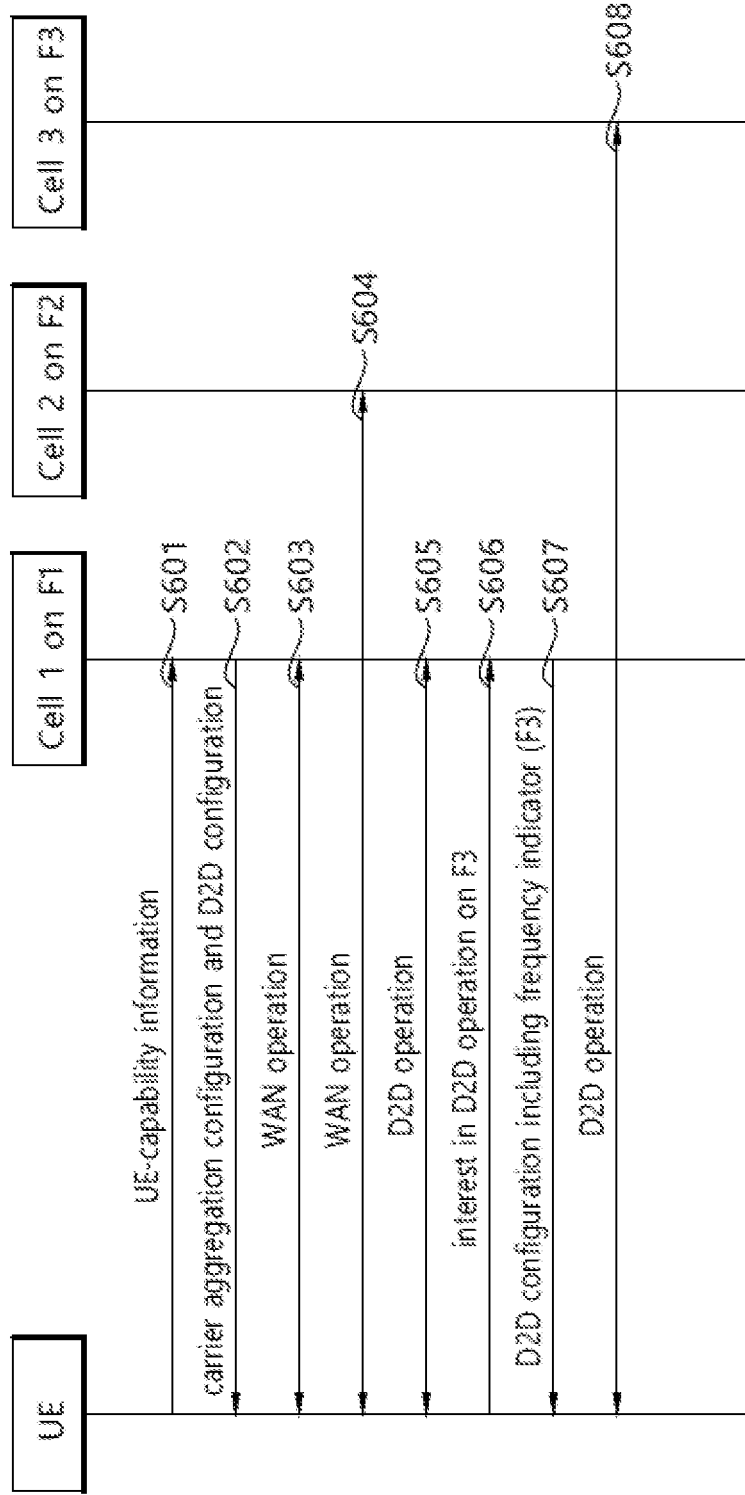 UE
Cell 1 on F1
Cell 2 on F2
Cell 3 on F3
UE-capability information
S601
carrier aggregation configuration and D2D configuration
S602
WAN operation
S603
WAN operation
S604
D2D operation
S605
interest in D2D operation on F3
S606
D2D configuration including frequency indicator (F3)
S607
D2D operation
S608